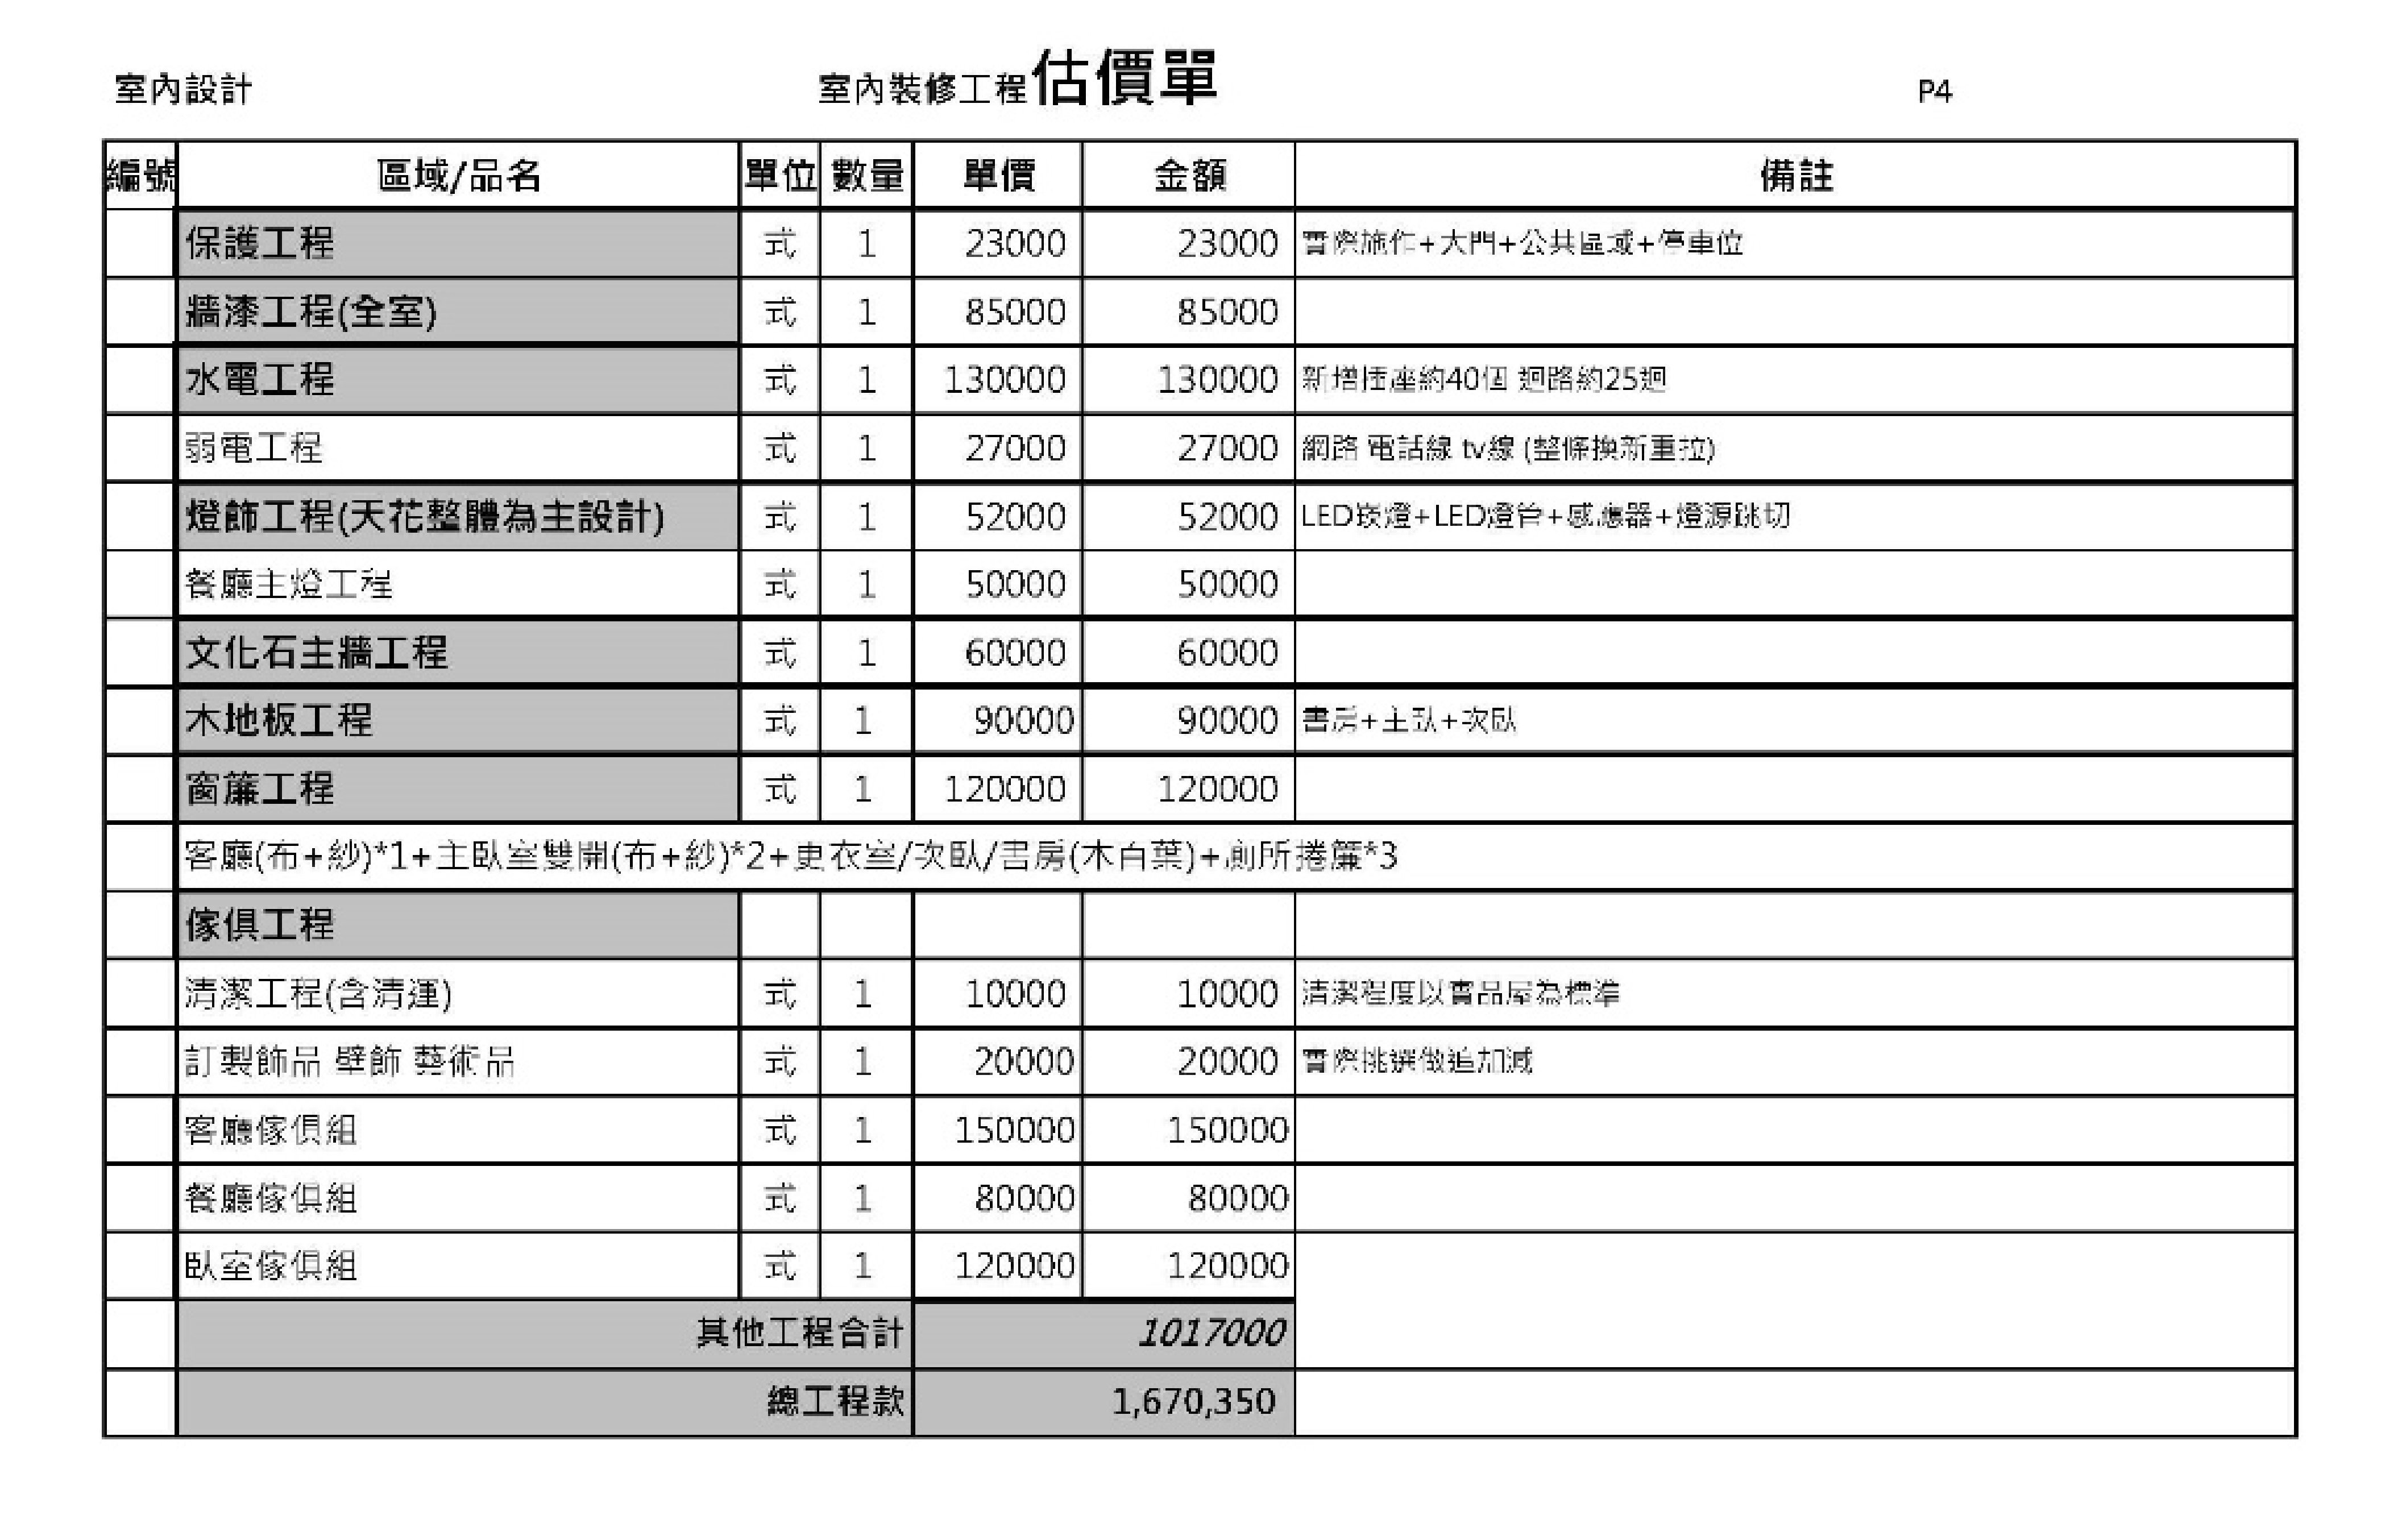 室內設計 室內裝修工程估價單 P4
編號 區域/品名 單位 數量 單價 金額 備註
保護工程 式 1 23000 23000 實際施作+大門+公共區域+停車位
牆漆工程(全室) 式 1 85000 85000
水電工程 式 1 130000 130000 新增插座約40個 迴路約25迴
弱電工程 式 1 27000 27000 網路 電話線 tv線 (整條換新重拉)
燈飾工程(天花整體為主設計) 式 1 52000 52000 LED崁燈+LED燈管+感應器+燈源跳切
餐廳主燈工程 式 1 50000 50000
文化石主牆工程 式 1 60000 60000
木地板工程 式 1 90000 90000 書房+主臥+次臥
窗簾工程 式 1 120000 120000
客廳(布+紗)*1+主臥室雙開(布+紗)*2+更衣室/次臥/書房(木百葉)+廁所捲簾*3
傢俱工程
清潔工程(含清運) 式 1 10000 10000 清潔程度以實品屋為標準
訂製飾品 壁飾 藝術品 式 1 20000 20000 實際挑選做追加減
客廳傢俱組 式 1 150000 150000
餐廳傢俱組 式 1 80000 80000
臥室傢俱組 式 1 120000 120000
其他工程合計 1017000
總工程款 1,670,350